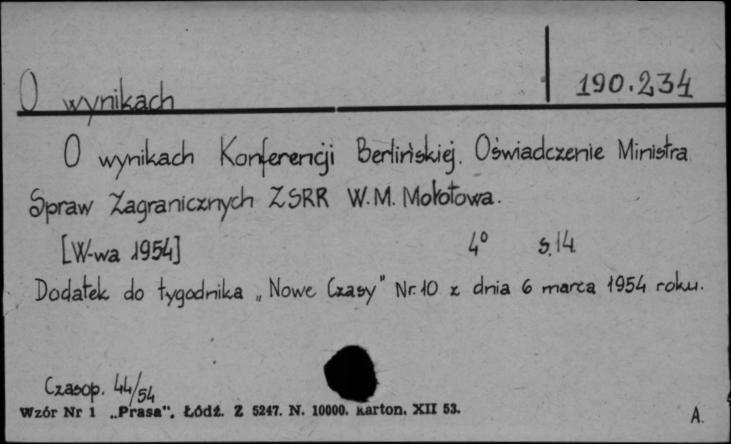 190.234
O wynikach
O wynikach Konferencji Berlińskiej. Oświadczenie Ministra
Spraw Zagranicznych ZSRR W.M. Mołotowa.
[W-wa 1954] 4° s.14
Dodatek do tygodnika „Nowe Czasy" Nr.10 z dnia 6 marca 1954 roku.
Czasop. 44/54
Wzór Nr 1 „Prasa", Łódź. Z 5247. N. 10000. karton. XII 53.
A.